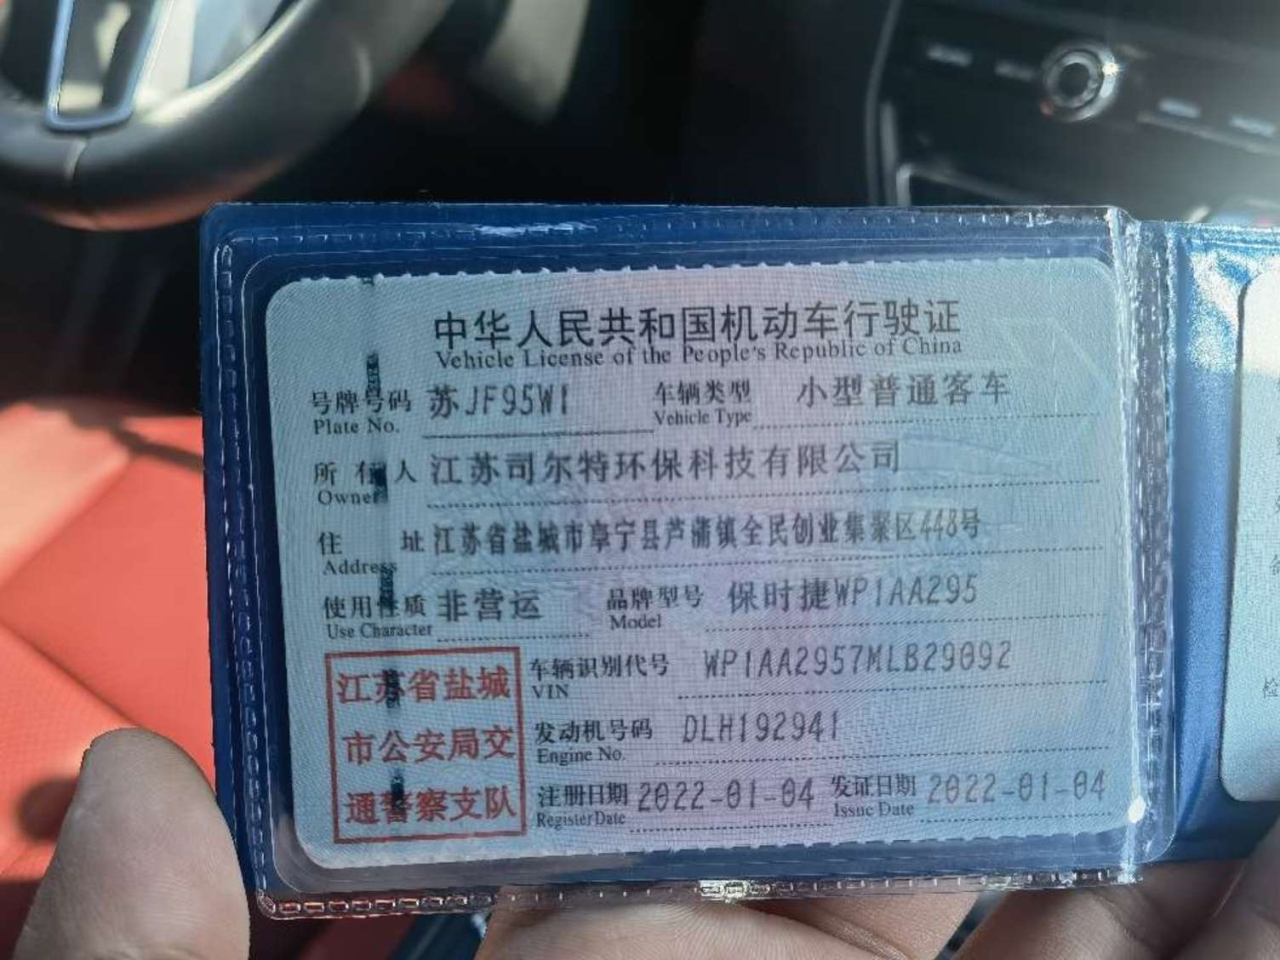 中华人民共和国机动车行驶证
Vehicle License of the People's Republic of China
号牌号码 苏JF95W1 车辆类型 小型普通客车
Plate No. Vehicle Type
所有人 江苏司尔特环保科技有限公司
Owner
住址 江苏省盐城市阜宁县芦蒲镇全民创业集聚区448号
Address
使用性质 非营运 品牌型号 保时捷WP1AA295
Use Character Model
江苏省盐城
市公安局交
通警察支队
车辆识别代号 WP1AA2957MLB29092
VIN
发动机号码 DLH192941
Engine No.
注册日期 2022-01-04 发证日期 2022-01-04
Register Date Issue Date